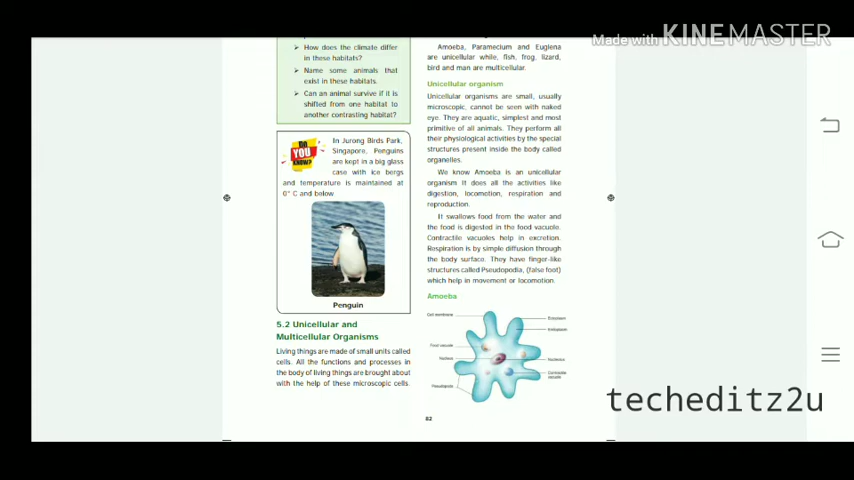 Made with KINEMASTER
How does the climate differ
in these habitats?
Name some animals that
exist in these habitats.
Can an animal survive if it is
shifted from one habitat to
another contrasting habitat?
DO
YOU
KNOW?
In Jurong Birds Park,
Singapore, Penguins
are kept in a big glass
case with ice bergs
and temperature is maintained at
0° C and below
Penguin
5.2 Unicellular and
Multicellular Organisms
Living things are made of small units called
cells. All the functions and processes in
the body of living things are brought about
with the help of these microscopic cells.
Amoeba, Paramecium and Euglena
are unicellular while, fish, frog, lizard,
bird and man are multicellular.
Unicellular organism
Unicellular organisms are small, usually
microscopic, cannot be seen with naked
eye. They are aquatic, simplest and most
primitive of all animals. They perform all
their physiological activities by the special
structures present inside the body called
organelles.
We know Amoeba is an unicellular
organism It does all the activities like
digestion, locomotion, respiration and
reproduction.
It swallows food from the water and
the food is digested in the food vacuole.
Contractile vacuoles help in excretion.
Respiration is by simple diffusion through
the body surface. They have finger-like
structures called Pseudopodia, (false foot)
which help in movement or locomotion.
Amoeba
Cell membrane
Food vacuole
Nucleus
Pseudopodia
Ectoplasm
Endoplasm
Nucleolus
Contractile
vacuole
82
techeditz2u